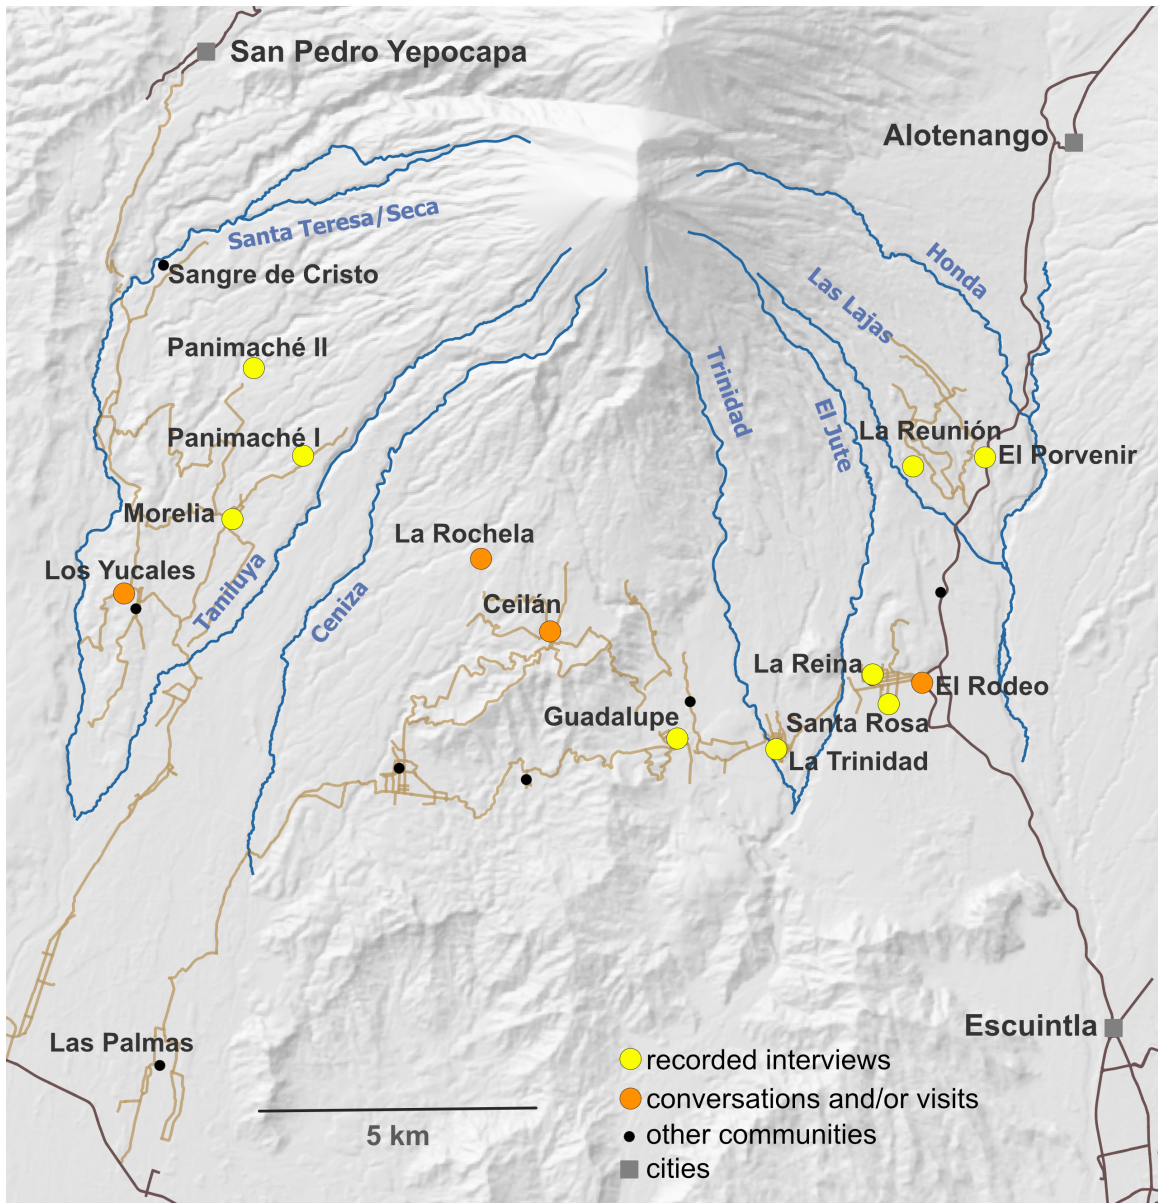 San Pedro Yepocapa
Alotenango
Santa Teresa/Seca
Honda
Sangre de Cristo
Las Lajas
Panimaché II
Trinidad
El Jute
La Reunión
Panimaché I
El Porvenir
Morelia
La Rochela
Los Yucales
Taniluya
Ceniza
Ceilán
La Reina
El Rodeo
Guadalupe
Santa Rosa
La Trinidad
Escuintla
Las Palmas
recorded interviews
conversations and/or visits
5 km
other communities
cities